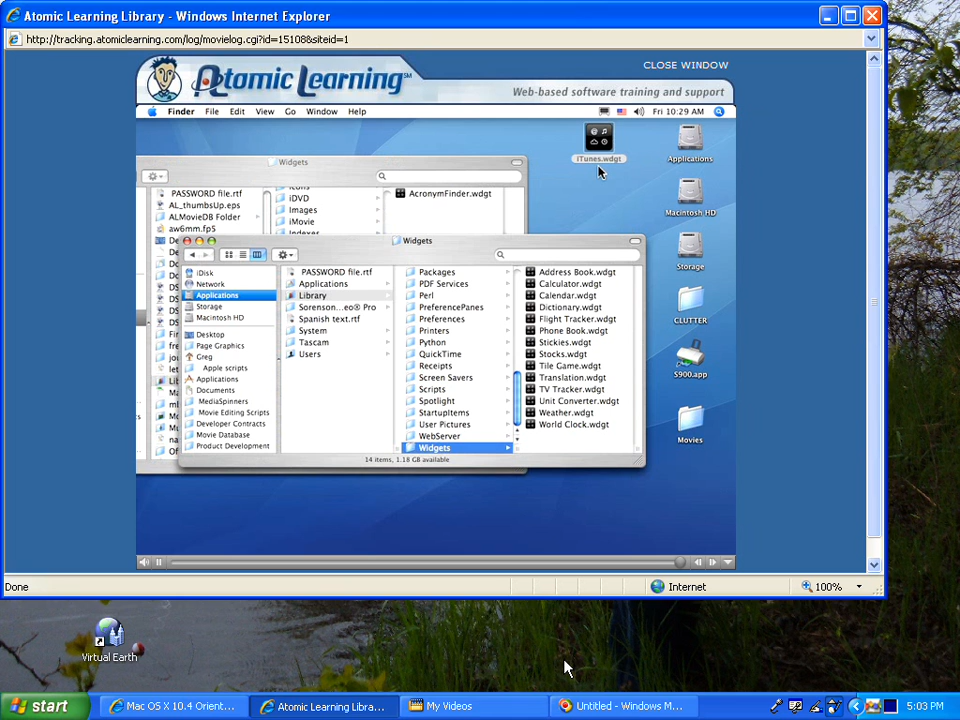 Atomic Learning Library - Windows Internet Explorer
http://tracking.atomiclearning.com/log/movielog.cgi?id=15108&siteid=1
CLOSE WINDOW
Atomic Learning SM
Web-based software training and support
Finder File Edit View Go Window Help
Fri 10:29 AM
iTunes.wdgt
Applications
Macintosh HD
Storage
CLUTTER
S900.app
Movies
Widgets
PASSWORD file.rtf
AL_thumbsUp.eps
ALMovieDB Folder
aw6mm.fp5
Icons
iDVD
Images
iMovie
Indexes
AcronymFinder.wdgt
Widgets
iDisk
Network
Applications
Storage
Macintosh HD
Desktop
Page Graphics
Greg
Apple scripts
Applications
Documents
MediaSpinners
Movie Editing Scripts
Developer Contracts
Movie Database
Product Development
PASSWORD file.rtf
Applications
Library
Sorenson...eo® Pro
Spanish text.rtf
System
Tascam
Users
Packages
PDF Services
Perl
PreferencePanes
Preferences
Printers
Python
QuickTime
Receipts
Screen Savers
Scripts
Spotlight
StartupItems
User Pictures
WebServer
Widgets
Address Book.wdgt
Calculator.wdgt
Calendar.wdgt
Dictionary.wdgt
Flight Tracker.wdgt
Phone Book.wdgt
Stickies.wdgt
Stocks.wdgt
Tile Game.wdgt
Translation.wdgt
TV Tracker.wdgt
Unit Converter.wdgt
Weather.wdgt
World Clock.wdgt
14 items, 1.18 GB available
Done
Internet
100%
Virtual Earth
start
Mac OS X 10.4 Orient...
Atomic Learning Libra...
My Videos
Untitled - Windows M...
5:03 PM